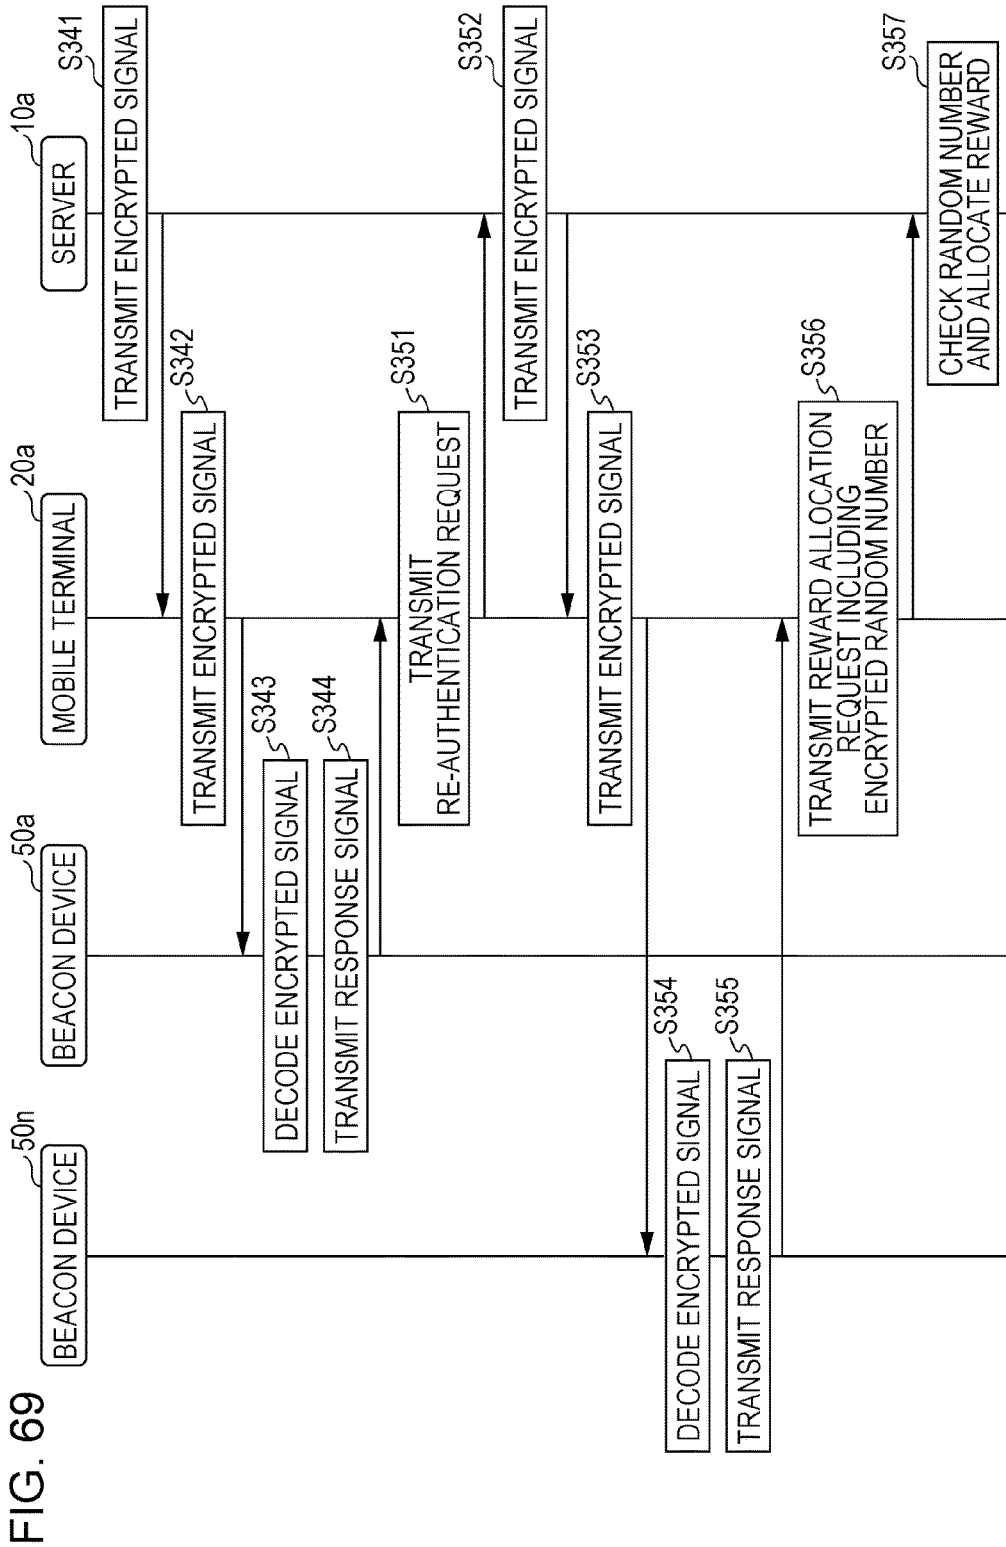 FIG. 69
BEACON DEVICE
50n
BEACON DEVICE
50a
MOBILE TERMINAL
20a
SERVER
10a
S341
TRANSMIT ENCRYPTED SIGNAL
S342
TRANSMIT ENCRYPTED SIGNAL
S343
DECODE ENCRYPTED SIGNAL
S344
TRANSMIT RESPONSE SIGNAL
S351
TRANSMIT
RE-AUTHENTICATION REQUEST
S352
TRANSMIT ENCRYPTED SIGNAL
S353
TRANSMIT ENCRYPTED SIGNAL
S354
DECODE ENCRYPTED SIGNAL
S355
TRANSMIT RESPONSE SIGNAL
S356
TRANSMIT REWARD ALLOCATION
REQUEST INCLUDING
ENCRYPTED RANDOM NUMBER
S357
CHECK RANDOM NUMBER
AND ALLOCATE REWARD